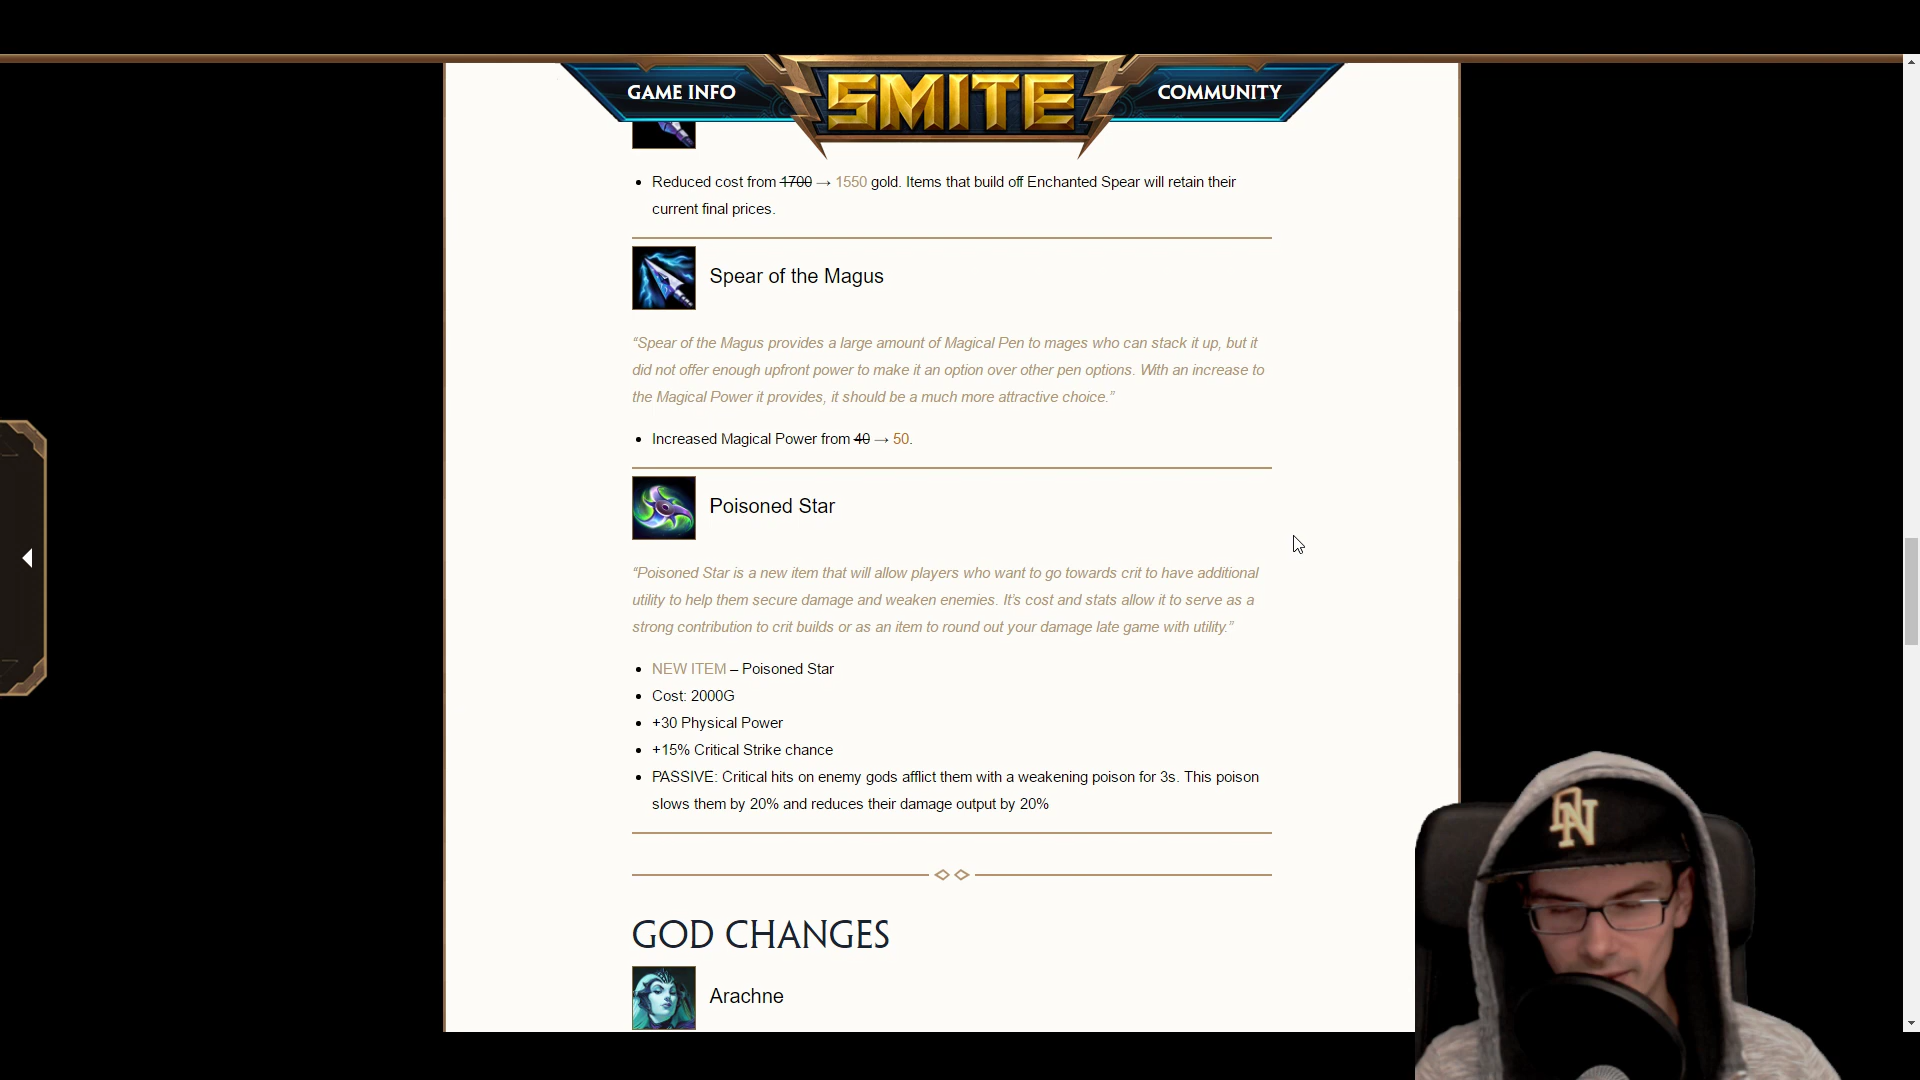 GAME INFO
SMITE
COMMUNITY
Reduced cost from 1700 → 1550 gold. Items that build off Enchanted Spear will retain their
current final prices.
Spear of the Magus
“Spear of the Magus provides a large amount of Magical Pen to mages who can stack it up, but it
did not offer enough upfront power to make it an option over other pen options. With an increase to
the Magical Power it provides, it should be a much more attractive choice.”
Increased Magical Power from 40 → 50.
Poisoned Star
“Poisoned Star is a new item that will allow players who want to go towards crit to have additional
utility to help them secure damage and weaken enemies. It’s cost and stats allow it to serve as a
strong contribution to crit builds or as an item to round out your damage late game with utility.”
NEW ITEM – Poisoned Star
Cost: 2000G
+30 Physical Power
+15% Critical Strike chance
PASSIVE: Critical hits on enemy gods afflict them with a weakening poison for 3s. This poison
slows them by 20% and reduces their damage output by 20%
GOD CHANGES
Arachne